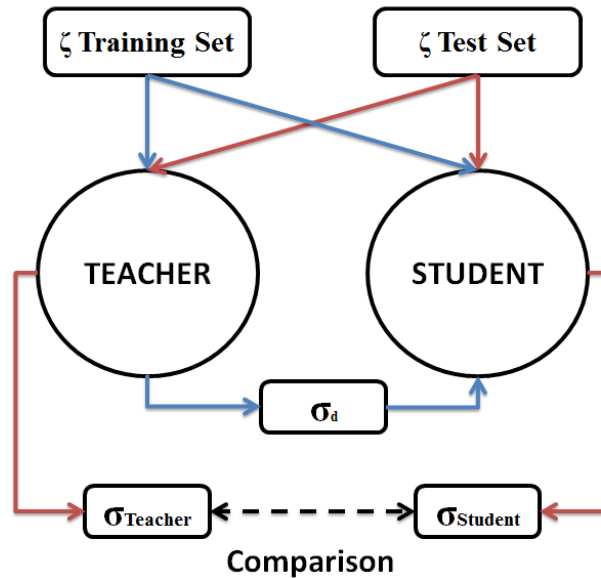 ζ Training Set
ζ Test Set
TEACHER
STUDENT
σd
σTeacher
σStudent
Comparison